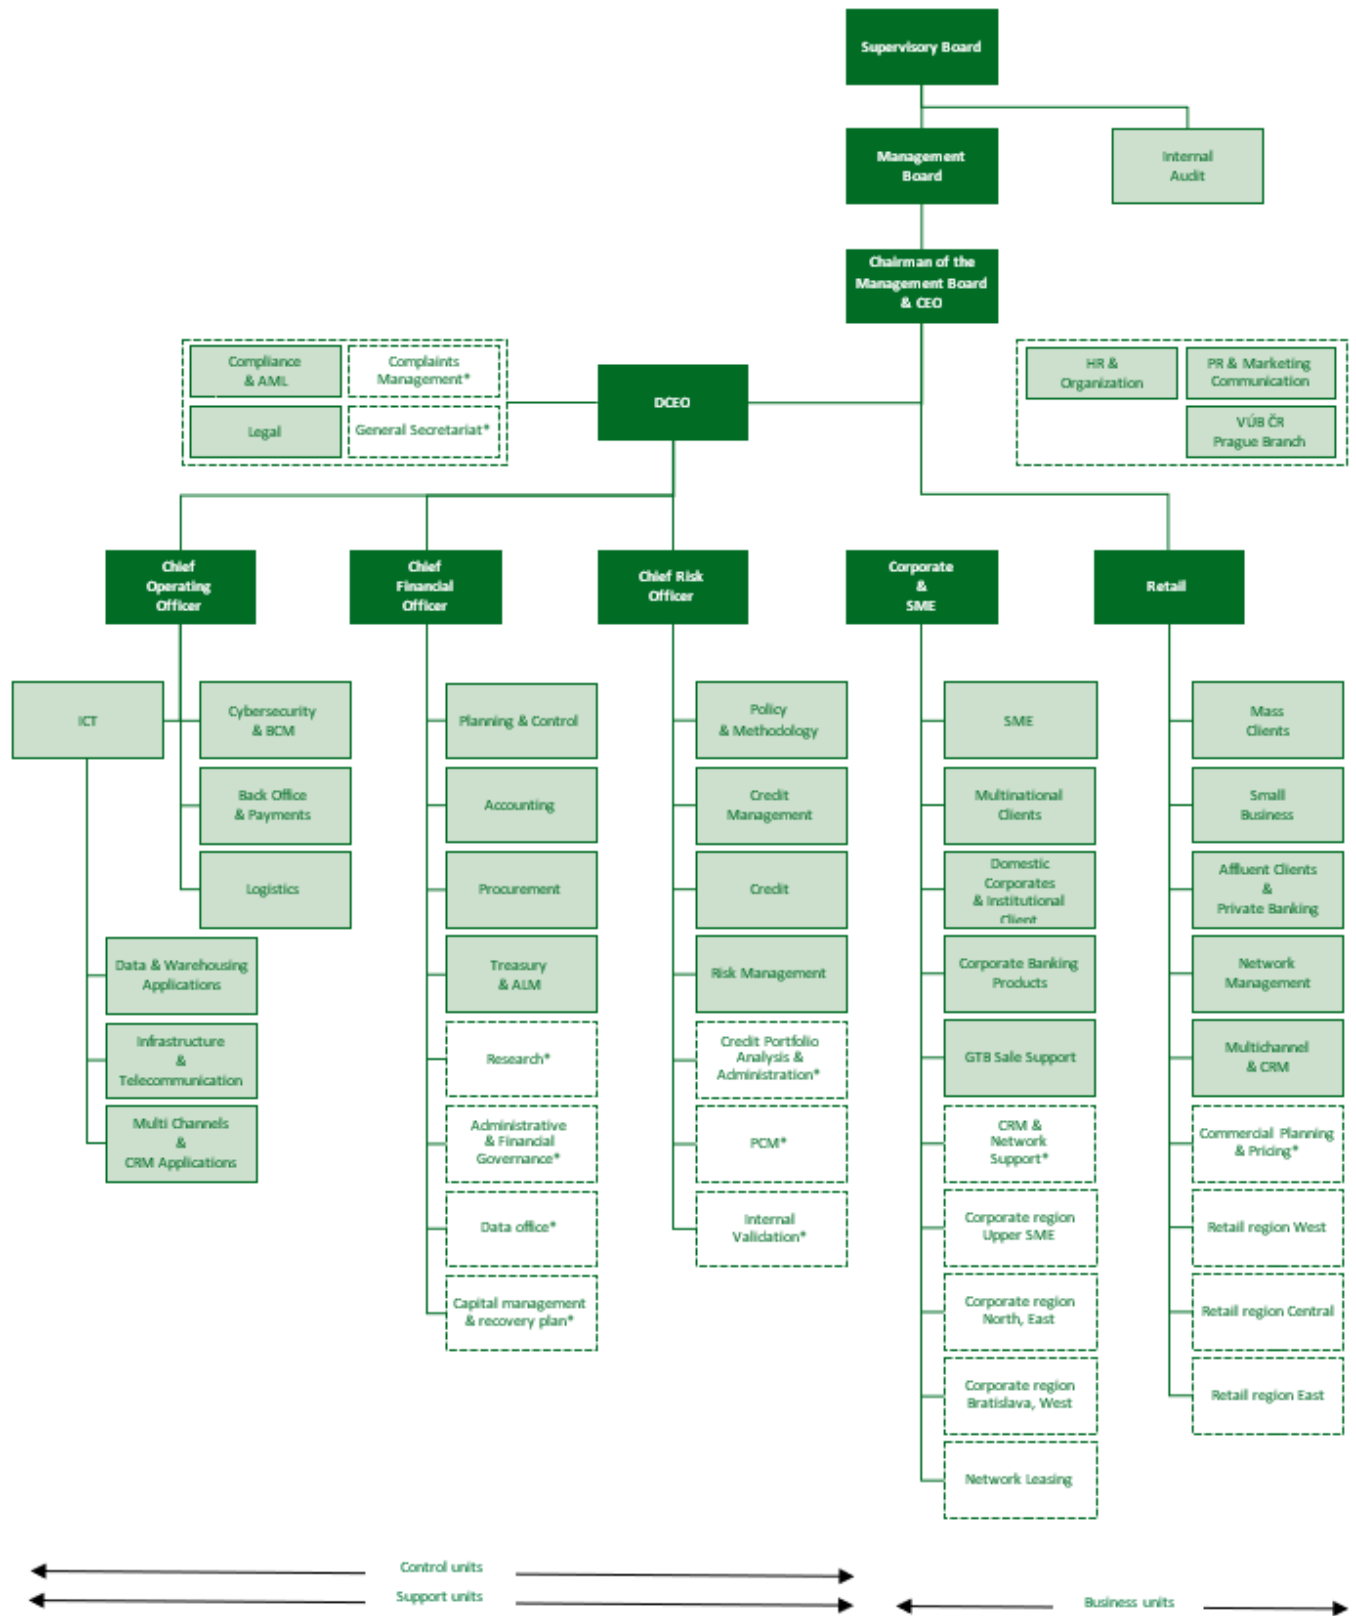 Supervisory Board
Management
Board
Internal
Audit
Chairman of the
Management Board
& CEO
Compliance
& AML
Complaints
Management*
Legal
General Secretariat*
DCEO
HR &
Organization
PR & Marketing
Communication
VÚB ČR
Prague Branch
Chief
Operating
Officer
Chief
Financial
Officer
Chief Risk
Officer
Corporate
&
SME
Retail
ICT
Cybersecurity
& BCM
Back Office
& Payments
Logistics
Data & Warehousing
Applications
Infrastructure
&
Telecommunication
Multi Channels
&
CRM Applications
Planning & Control
Accounting
Procurement
Treasury
& ALM
Research*
Administrative
& Financial
Governance*
Data office*
Capital management
& recovery plan*
Policy
& Methodology
Credit
Management
Credit
Risk Management
Credit Portfolio
Analysis &
Administration*
PCM*
Internal
Validation*
SME
Multinational
Clients
Domestic
Corporates
& Institutional
Client
Corporate Banking
Products
GTB Sale Support
CRM &
Network
Support*
Corporate region
Upper SME
Corporate region
North, East
Corporate region
Bratislava, West
Network Leasing
Mass
Clients
Small
Business
Affluent Clients
&
Private Banking
Network
Management
Multichannel
& CRM
Commercial Planning
& Pricing*
Retail region West
Retail region Central
Retail region East
Control units
Support units
Business units